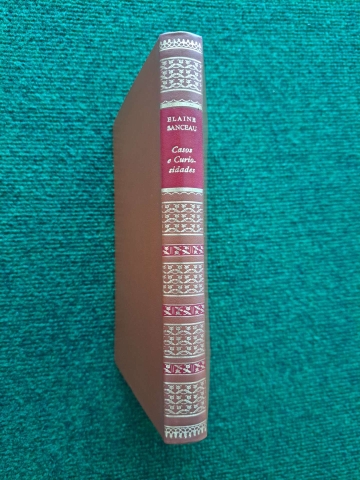 ELAINE
SANCEAU
Casos
e Curio-
sidades